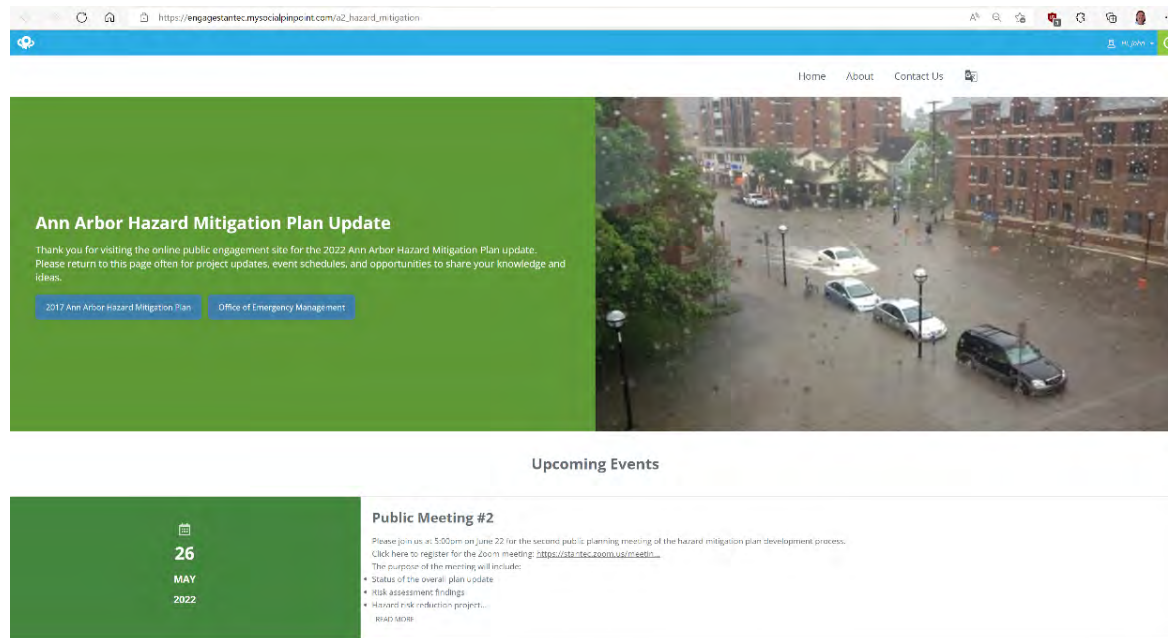 https://engagestantec.mysocialpinpoint.com/a2_hazard_mitigation
Hi, John
Home About Contact Us
Ann Arbor Hazard Mitigation Plan Update
Thank you for visiting the online public engagement site for the 2022 Ann Arbor Hazard Mitigation Plan update.
Please return to this page often for project updates, event schedules, and opportunities to share your knowledge and
ideas.
2017 Ann Arbor Hazard Mitigation Plan Office of Emergency Management
Upcoming Events
26
MAY
2022
Public Meeting #2
Please join us at 5:00pm on June 22 for the second public planning meeting of the hazard mitigation plan development process.
Click here to register for the Zoom meeting: https://stantec.zoom.us/meetin...
The purpose of the meeting will include:
• Status of the overall plan update
• Risk assessment findings
• Hazard risk reduction project...
READ MORE